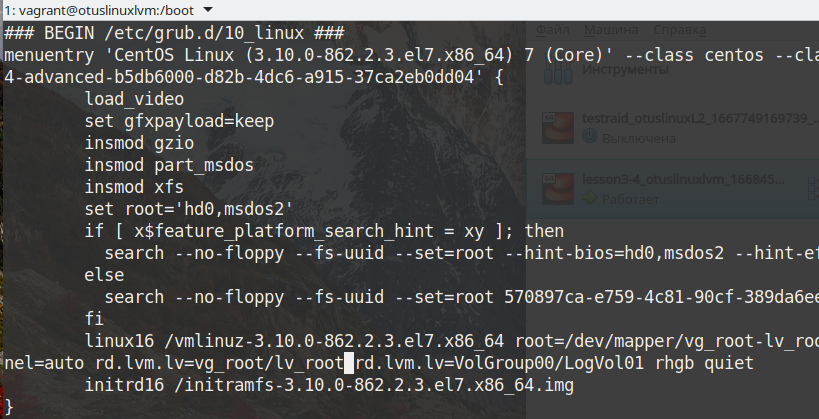 1: vagrant@otuslinuxlvm:/boot
### BEGIN /etc/grub.d/10_linux ###
menuentry 'CentOS Linux (3.10.0-862.2.3.el7.x86_64) 7 (Core)' --class centos --cla
4-advanced-b5db6000-d82b-4dc6-a915-37ca2eb0dd04' {
load_video
set gfxpayload=keep
insmod gzio
insmod part_msdos
insmod xfs
set root='hd0,msdos2'
if [ x$feature_platform_search_hint = xy ]; then
search --no-floppy --fs-uuid --set=root --hint-bios=hd0,msdos2 --hint-ef
else
search --no-floppy --fs-uuid --set=root 570897ca-e759-4c81-90cf-389da6ee
fi
linux16 /vmlinuz-3.10.0-862.2.3.el7.x86_64 root=/dev/mapper/vg_root-lv_roo
nel=auto rd.lvm.lv=vg_root/lv_root rd.lvm.lv=VolGroup00/LogVol01 rhgb quiet
initrd16 /initramfs-3.10.0-862.2.3.el7.x86_64.img
}
Файл Машина Справка
Инструменты
testraid_otuslinuxL2_1667749169739_...
Выключена
lesson3-4_otuslinuxlvm_166845...
Работает